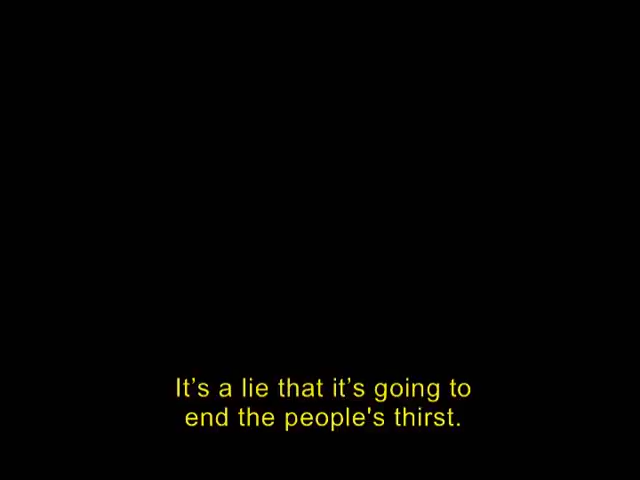 It’s a lie that it’s going to
end the people's thirst.